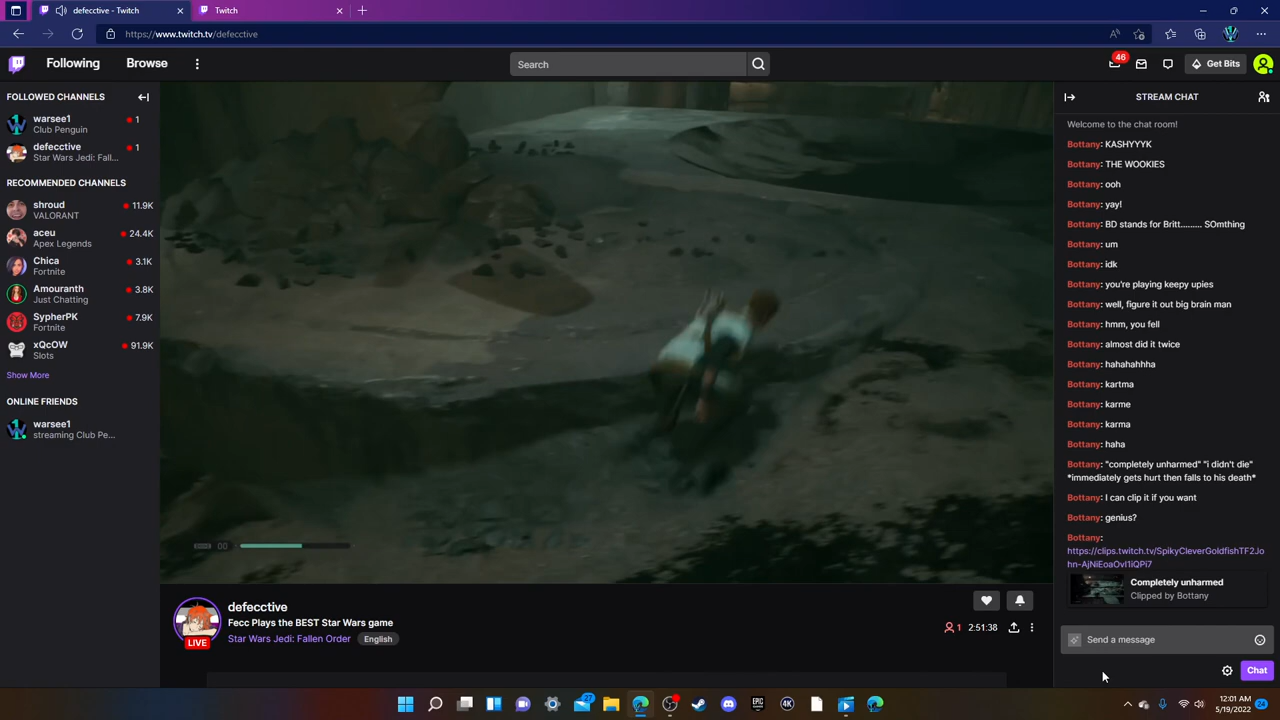 defecctive - Twitch
Twitch
https://www.twitch.tv/defecctive
Following
Browse
Search
46
Get Bits
FOLLOWED CHANNELS
warsee1
1
Club Penguin
defecctive
1
Star Wars Jedi: Fall...
RECOMMENDED CHANNELS
shroud
11.9K
VALORANT
aceu
24.4K
Apex Legends
Chica
3.1K
Fortnite
Amouranth
3.8K
Just Chatting
SypherPK
7.9K
Fortnite
xQcOW
91.9K
Slots
Show More
ONLINE FRIENDS
warsee1
streaming Club Pe...
00
defecctive
Fecc Plays the BEST Star Wars game
Star Wars Jedi: Fallen Order
English
LIVE
1
2:51:38
STREAM CHAT
Welcome to the chat room!
Bottany: KASHYYYK
Bottany: THE WOOKIES
Bottany: ooh
Bottany: yay!
Bottany: BD stands for Britt......... SOmthing
Bottany: um
Bottany: idk
Bottany: you're playing keepy upies
Bottany: well, figure it out big brain man
Bottany: hmm, you fell
Bottany: almost did it twice
Bottany: hahahahhha
Bottany: kartma
Bottany: karme
Bottany: karma
Bottany: haha
Bottany: "completely unharmed" "i didn't die"
*immediately gets hurt then falls to his death*
Bottany: I can clip it if you want
Bottany: genius?
Bottany:
https://clips.twitch.tv/SpikyCleverGoldfishTF2Jo
hn-AjNiEoaOvI1iQPi7
Completely unharmed
Clipped by Bottany
Send a message
Chat
EPIC
4K
27
12:01 AM
5/19/2022
24